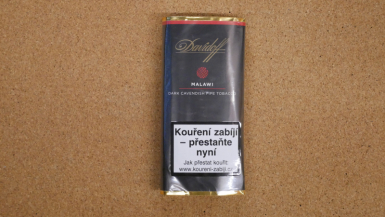 Davidoff
MALAWI
DARK CAVENDISH PIPE TOBACCO
Kouření zabíjí
– přestaňte
nyní
Jak přestat kouřit:
www.koureni-zabiji.cz